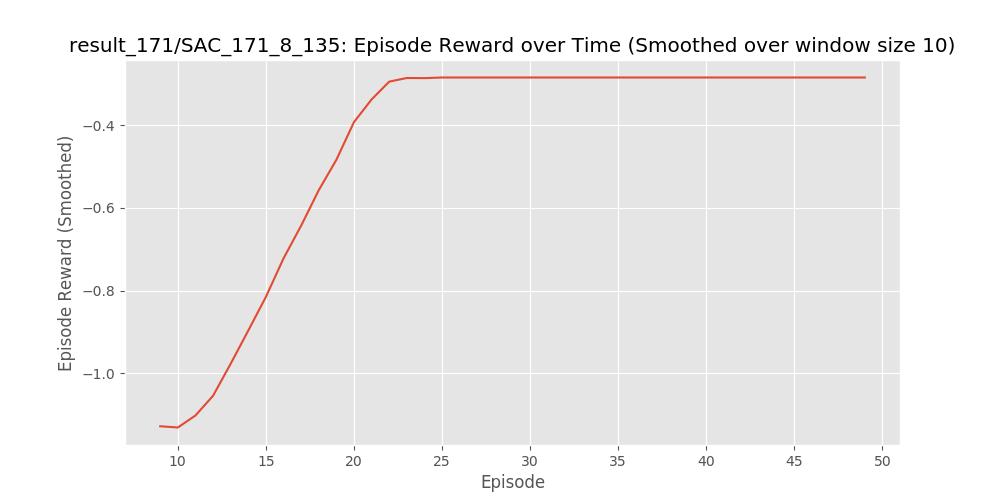 result_171/SAC_171_8_135: Episode Reward over Time (Smoothed over window size 10)
Episode Reward (Smoothed)
−0.4
−0.6
−0.8
−1.0
10 15 20 25 30 35 40 45 50
Episode